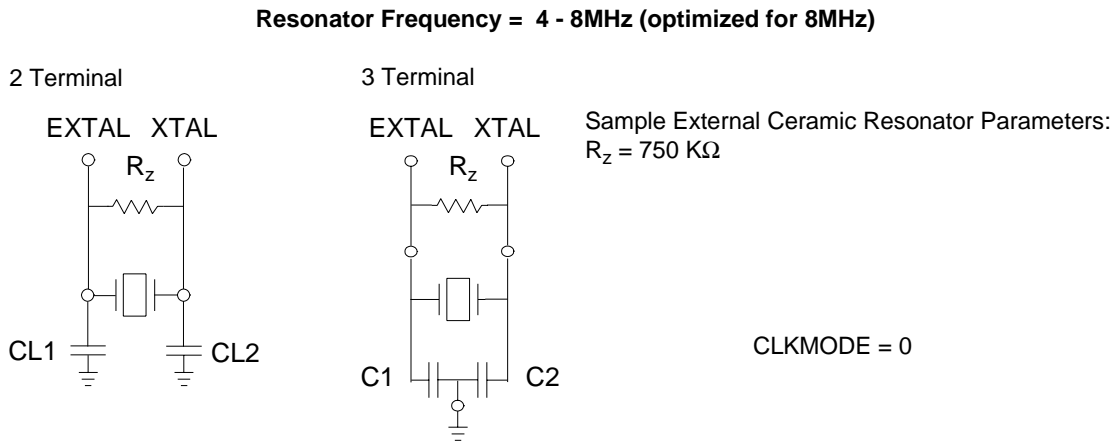 Resonator Frequency = 4 - 8MHz (optimized for 8MHz)
2 Terminal
EXTAL XTAL
Rz
CL1
CL2
3 Terminal
EXTAL XTAL
Rz
C1
C2
Sample External Ceramic Resonator Parameters:
Rz = 750 KΩ
CLKMODE = 0